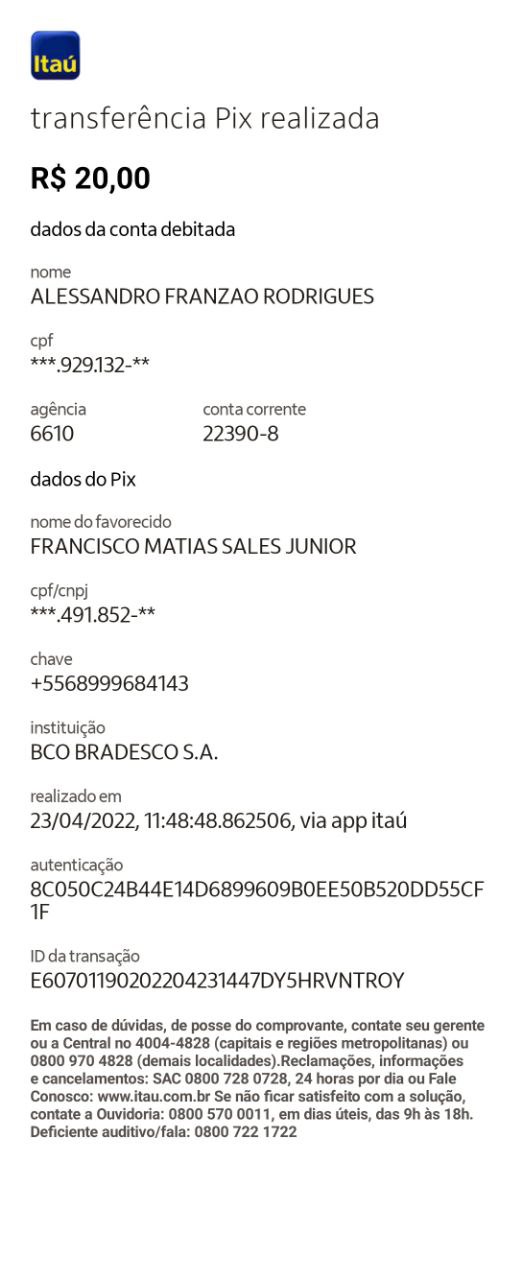 Itaú
transferência Pix realizada
R$ 20,00
dados da conta debitada
nome
ALESSANDRO FRANZAO RODRIGUES
cpf
***.929.132-**
agência conta corrente
6610 22390-8
dados do Pix
nome do favorecido
FRANCISCO MATIAS SALES JUNIOR
cpf/cnpj
***.491.852-**
chave
+5568999684143
instituição
BCO BRADESCO S.A.
realizado em
23/04/2022, 11:48:48.862506, via app itaú
autenticação
8C050C24B44E14D6899609B0EE50B520DD55CF
1F
ID da transação
E60701190202204231447DY5HRVNTROY
Em caso de dúvidas, de posse do comprovante, contate seu gerente
ou a Central no 4004-4828 (capitais e regiões metropolitanas) ou
0800 970 4828 (demais localidades).Reclamações, informações
e cancelamentos: SAC 0800 728 0728, 24 horas por dia ou Fale
Conosco: www.itau.com.br Se não ficar satisfeito com a solução,
contate a Ouvidoria: 0800 570 0011, em dias úteis, das 9h às 18h.
Deficiente auditivo/fala: 0800 722 1722